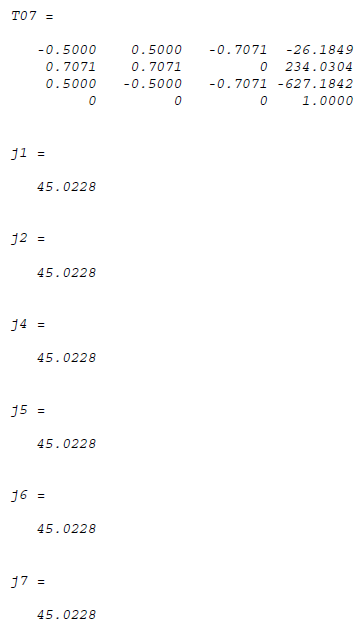 T07 =
-0.5000 0.5000 -0.7071 -26.1849
0.7071 0.7071 0 234.0304
0.5000 -0.5000 -0.7071 -627.1842
0 0 0 1.0000
j1 =
45.0228
j2 =
45.0228
j4 =
45.0228
j5 =
45.0228
j6 =
45.0228
j7 =
45.0228